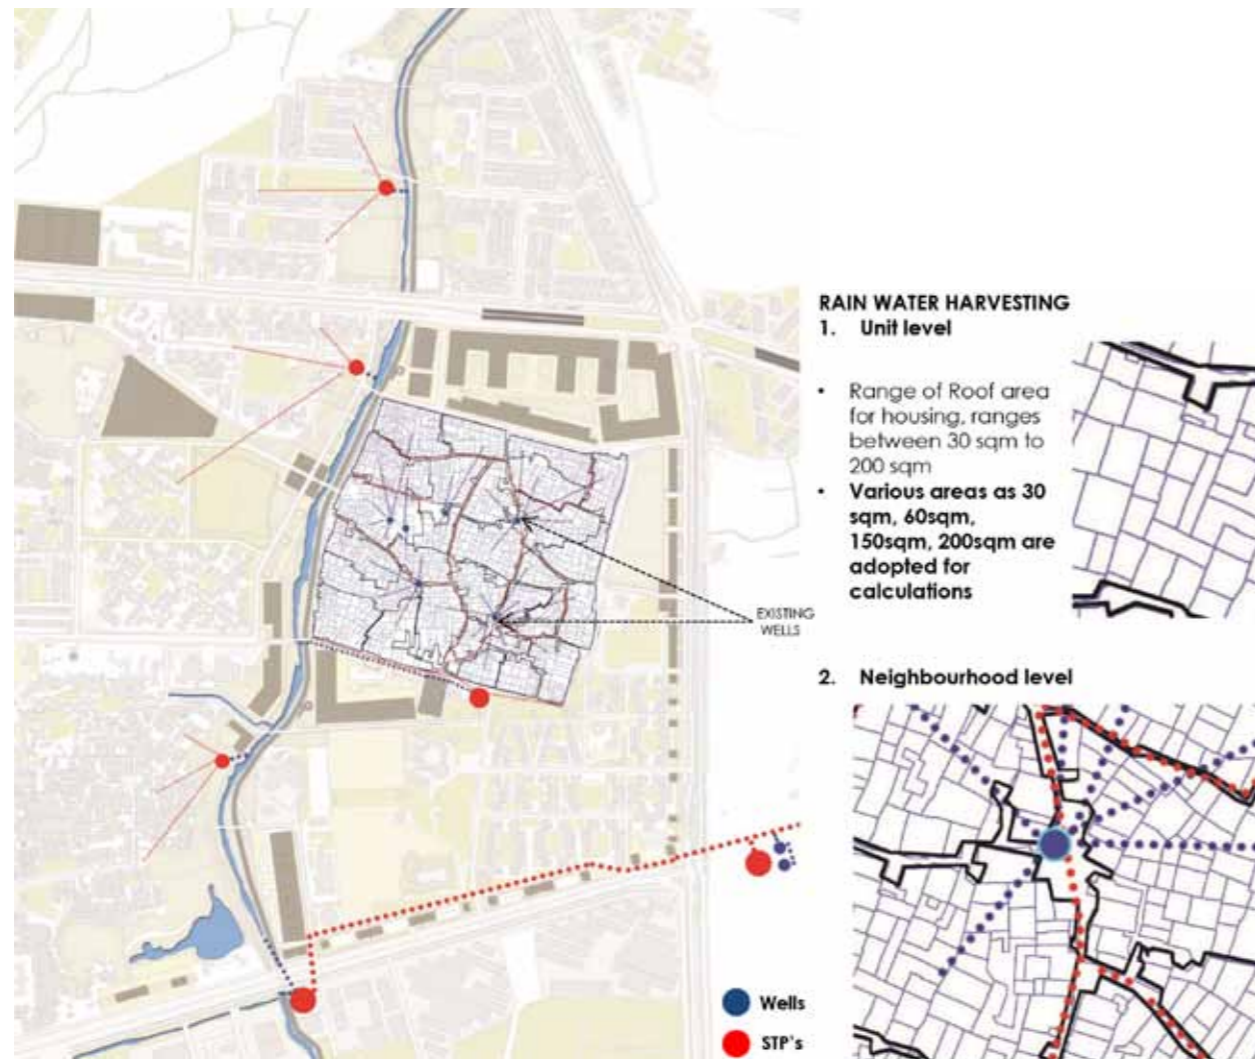 RAIN WATER HARVESTING
1. Unit level
• Range of Roof area
for housing, ranges
between 30 sqm to
200 sqm
• Various areas as 30
sqm, 60sqm,
150sqm, 200sqm are
adopted for
calculations
EXISTING
WELLS
2. Neighbourhood level
Wells
STP's